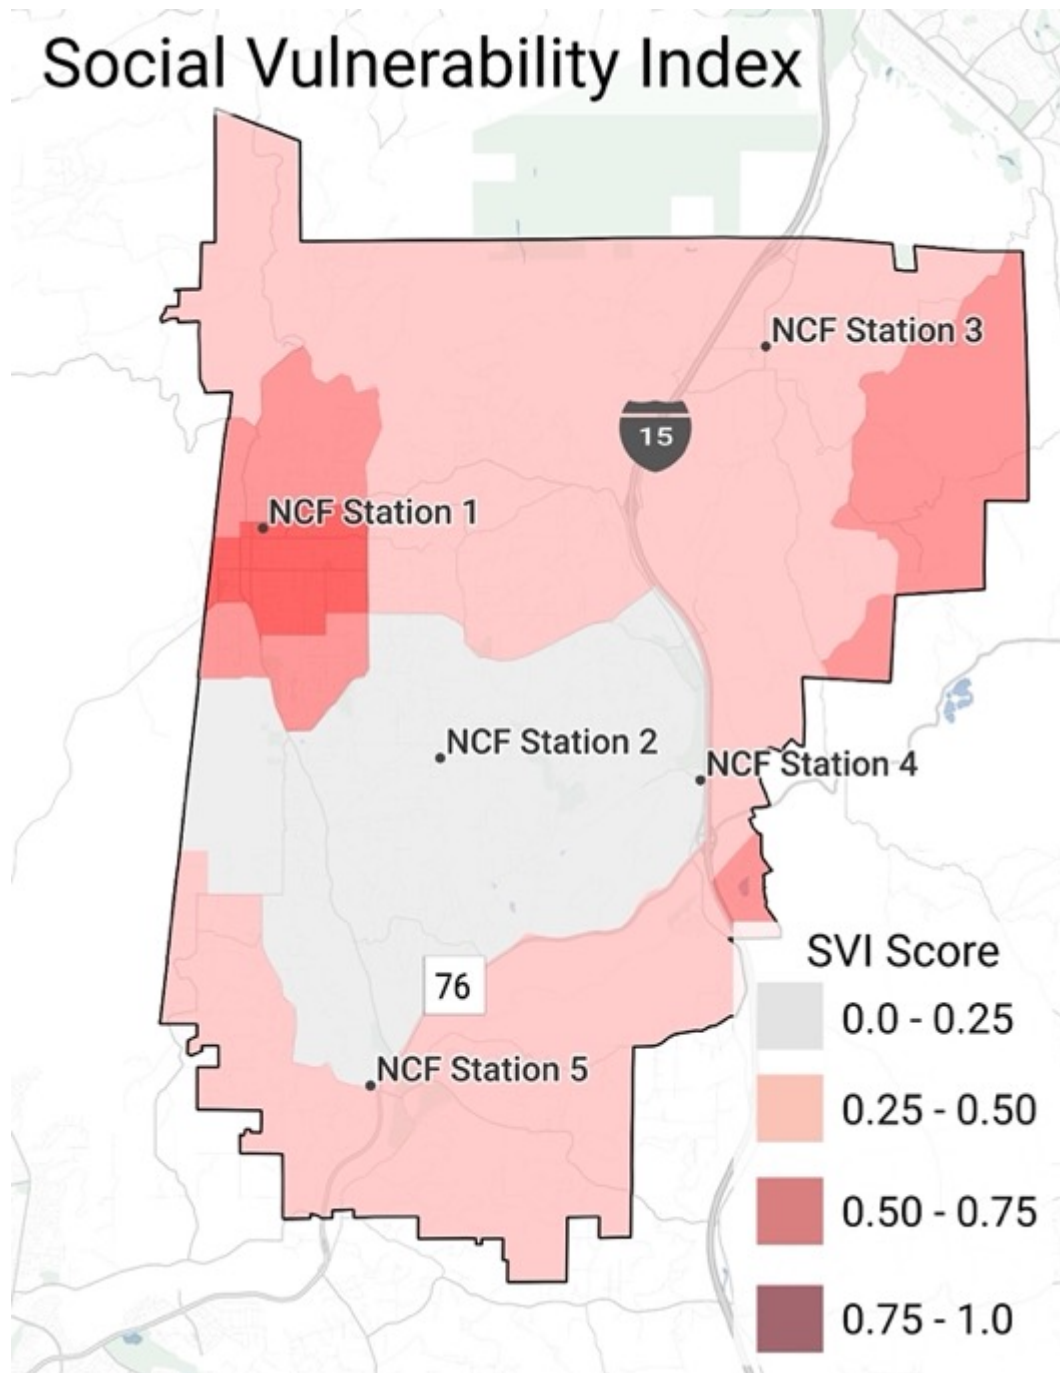 Social Vulnerability Index
NCF Station 3
15
NCF Station 1
NCF Station 2
NCF Station 4
76
NCF Station 5
SVI Score
0.0 - 0.25
0.25 - 0.50
0.50 - 0.75
0.75 - 1.0